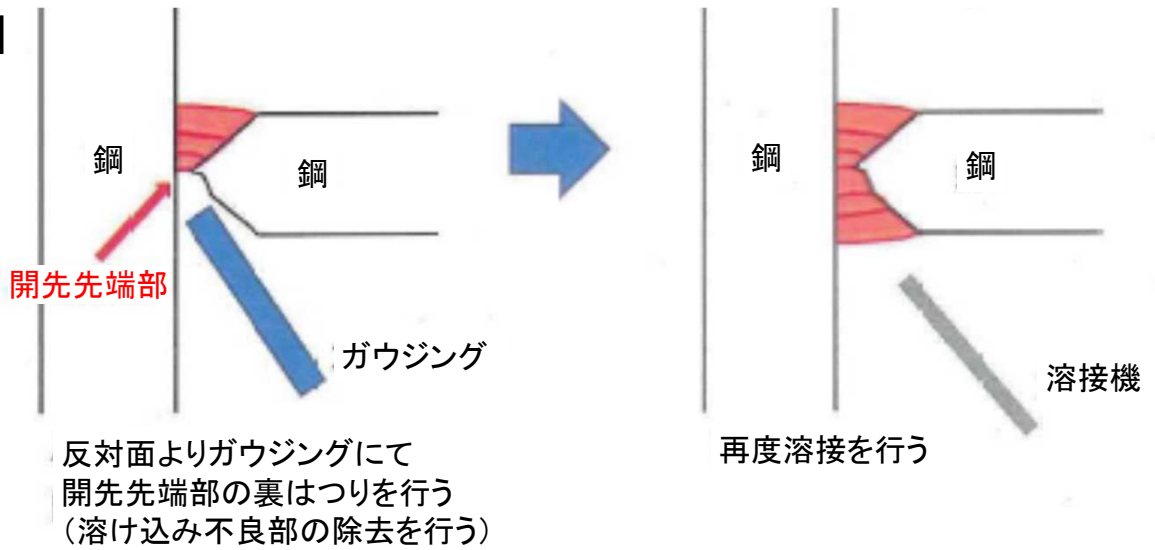 鋼
鋼
開先先端部
ガウジング
反対面よりガウジングにて
開先先端部の裏はつりを行う
（溶け込み不良部の除去を行う）
鋼
鋼
溶接機
再度溶接を行う